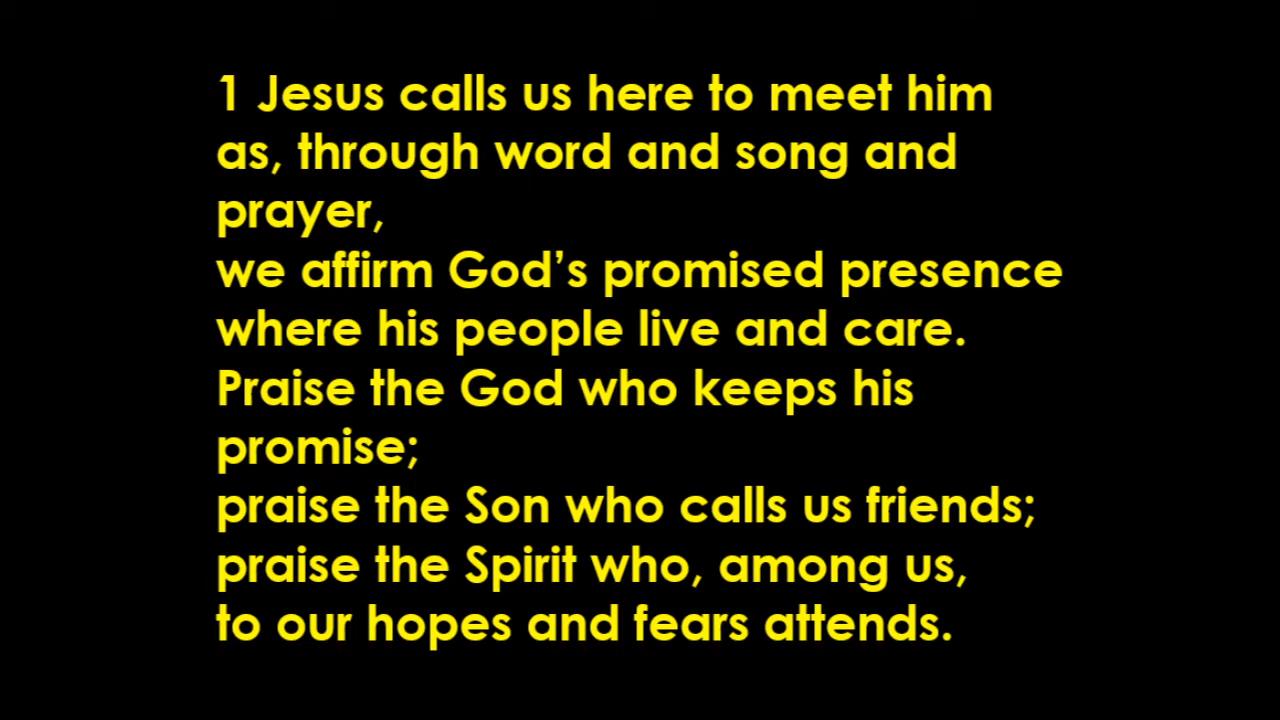 1 Jesus calls us here to meet him
as, through word and song and
prayer,
we affirm God’s promised presence
where his people live and care.
Praise the God who keeps his
promise;
praise the Son who calls us friends;
praise the Spirit who, among us,
to our hopes and fears attends.